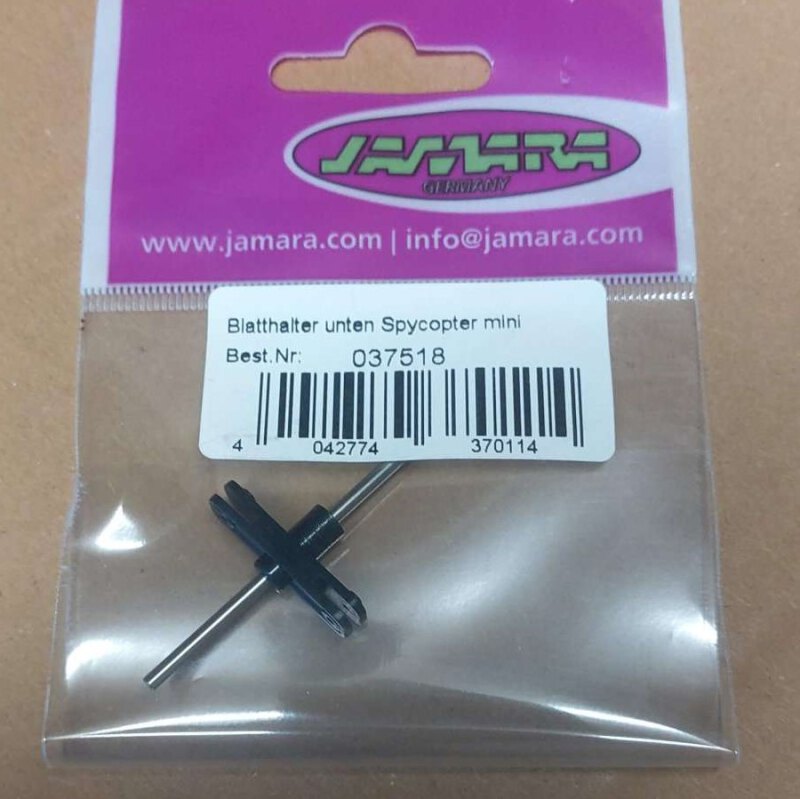 JAMARA
GERMANY
www.jamara.com | info@jamara.com
Blatthalter unten Spycopter mini
Best.Nr: 037518
4 042774 370114